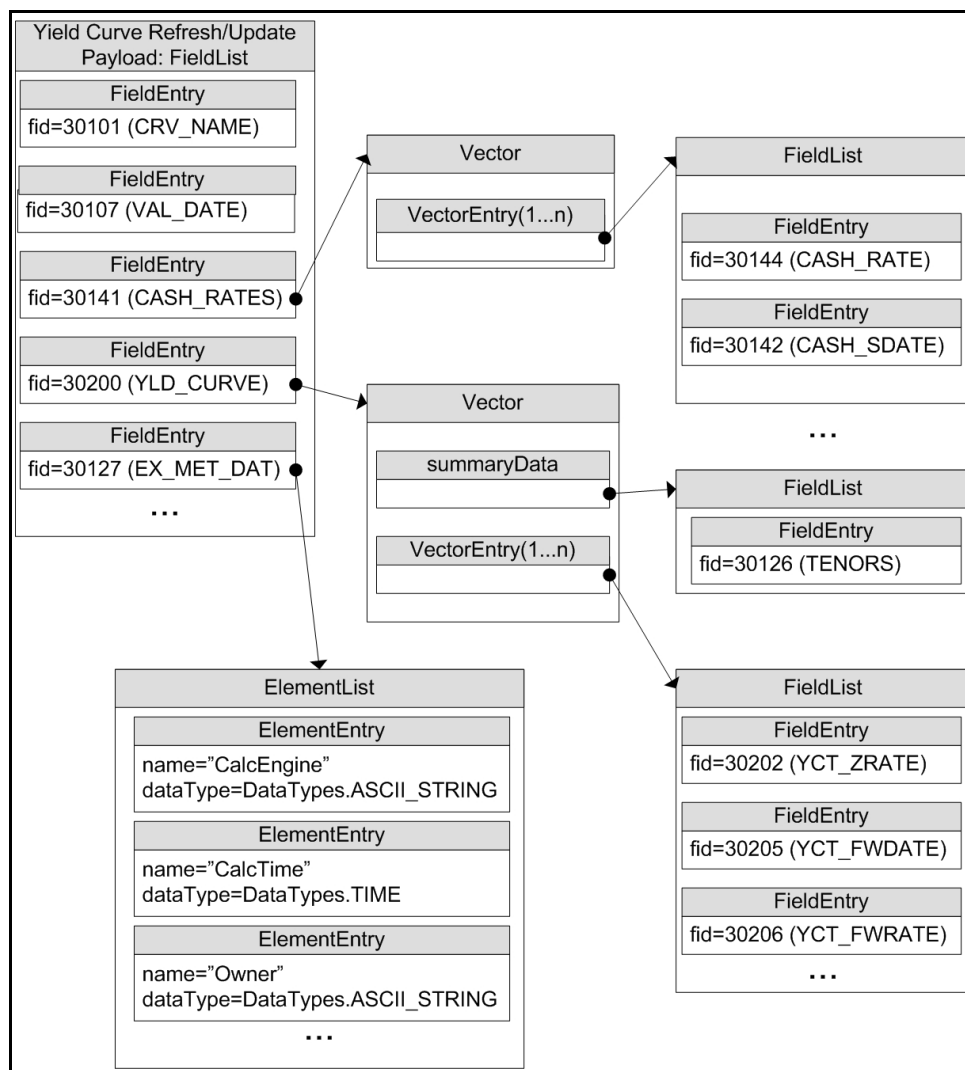 Yield Curve Refresh/Update
Payload: FieldList
FieldEntry
fid=30101 (CRV_NAME)
FieldEntry
fid=30107 (VAL_DATE)
FieldEntry
fid=30141 (CASH_RATES)
FieldEntry
fid=30200 (YLD_CURVE)
FieldEntry
fid=30127 (EX_MET_DAT)
...
Vector
VectorEntry(1...n)
FieldList
FieldEntry
fid=30144 (CASH_RATE)
FieldEntry
fid=30142 (CASH_SDATE)
...
Vector
summaryData
VectorEntry(1...n)
FieldList
FieldEntry
fid=30126 (TENORS)
FieldList
FieldEntry
fid=30202 (YCT_ZRATE)
FieldEntry
fid=30205 (YCT_FWDATE)
FieldEntry
fid=30206 (YCT_FWRATE)
...
ElementList
ElementEntry
name=”CalcEngine”
dataType=DataTypes.ASCII_STRING
ElementEntry
name=”CalcTime”
dataType=DataTypes.TIME
ElementEntry
name=”Owner”
dataType=DataTypes.ASCII_STRING
...